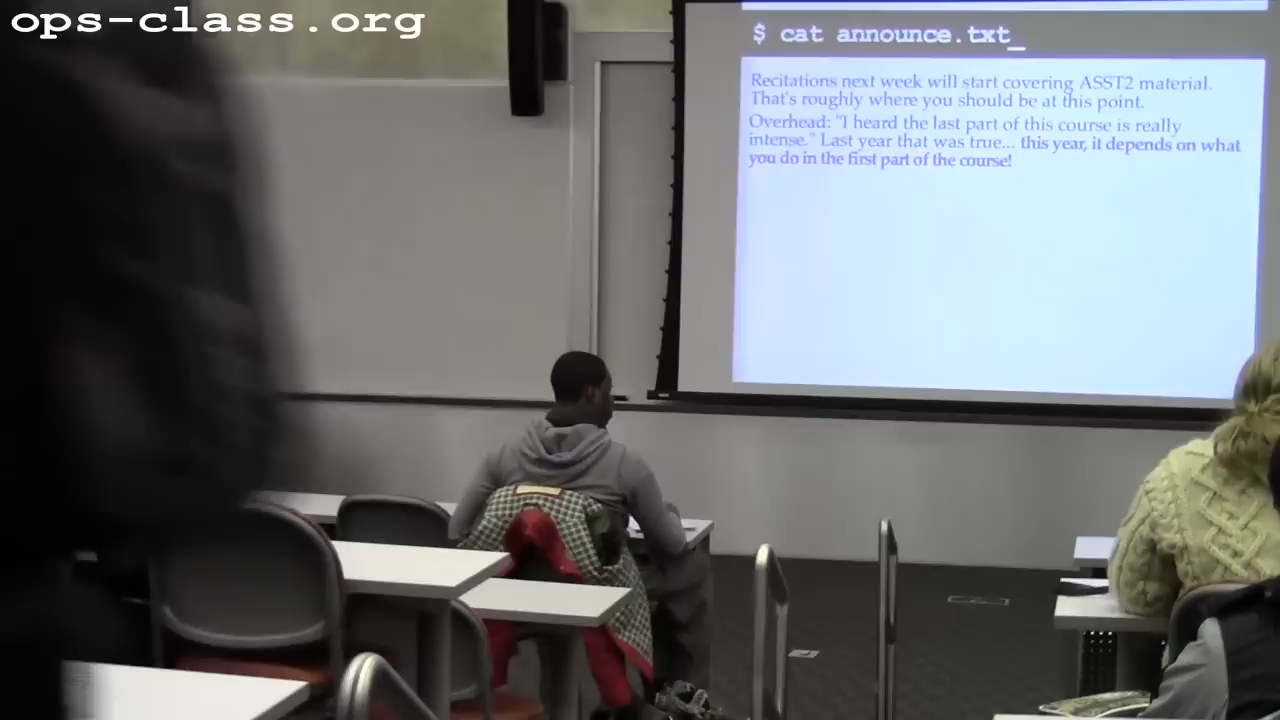 ops-class.org
$ cat announce.txt_
Recitations next week will start covering ASST2 material.
That's roughly where you should be at this point.
Overhead: "I heard the last part of this course is really
intense." Last year that was true... this year, it depends on what
you do in the first part of the course!